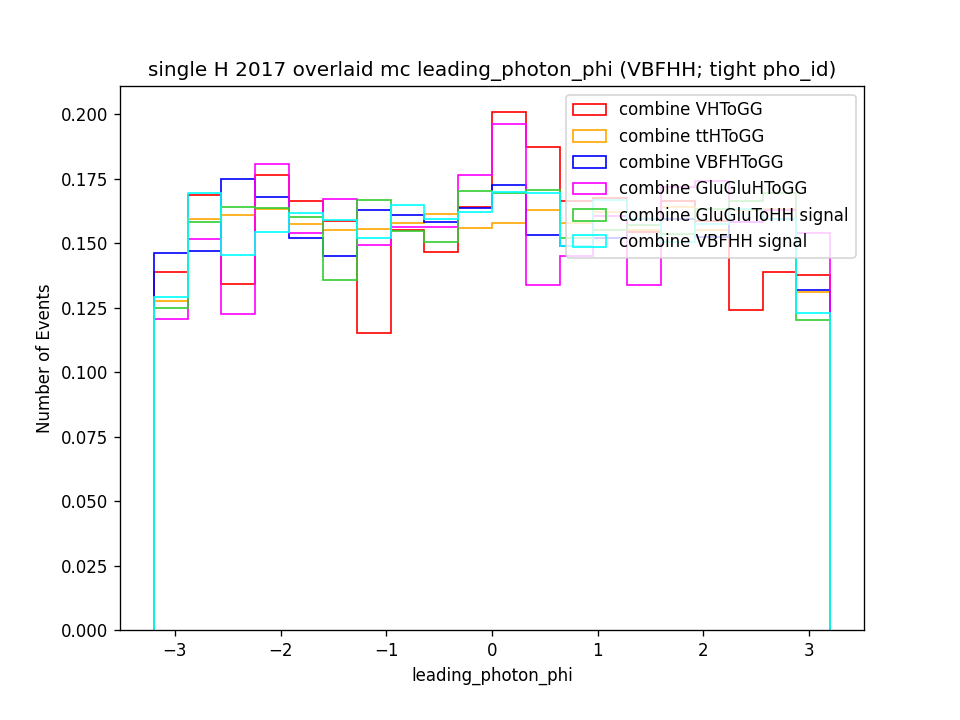 single H 2017 overlaid mc leading_photon_phi (VBFHH; tight pho_id)
combine VHToGG
combine ttHToGG
combine VBFHToGG
combine GluGluHToGG
combine GluGluToHH signal
combine VBFHH signal
Number of Events
0.200
0.175
0.150
0.125
0.100
0.075
0.050
0.025
0.000
−3 −2 −1 0 1 2 3
leading_photon_phi